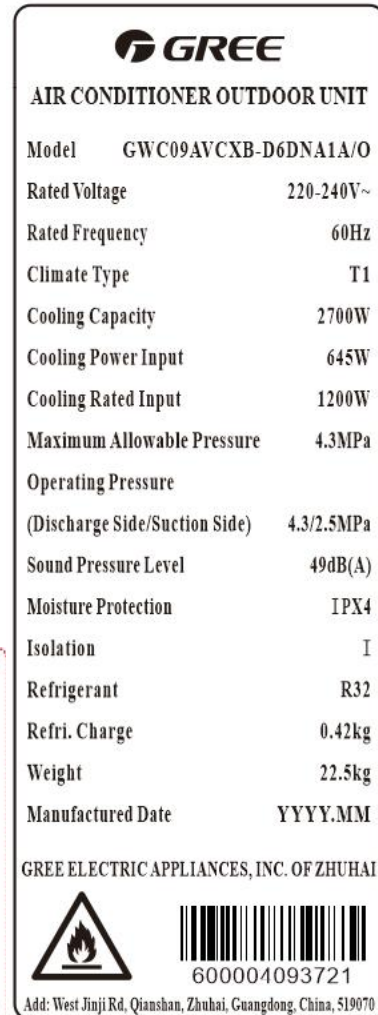 GREE
AIR CONDITIONER OUTDOOR UNIT
Model GWC09AVCXB-D6DNA1A/O
Rated Voltage 220-240V~
Rated Frequency 60Hz
Climate Type T1
Cooling Capacity 2700W
Cooling Power Input 645W
Cooling Rated Input 1200W
Maximum Allowable Pressure 4.3MPa
Operating Pressure
(Discharge Side/Suction Side) 4.3/2.5MPa
Sound Pressure Level 49dB(A)
Moisture Protection IPX4
Isolation I
Refrigerant R32
Refri. Charge 0.42kg
Weight 22.5kg
Manufactured Date YYYY.MM
GREE ELECTRIC APPLIANCES, INC. OF ZHUHAI
600004093721
Add: West Jinji Rd, Qianshan, Zhuhai, Guangdong, China, 519070